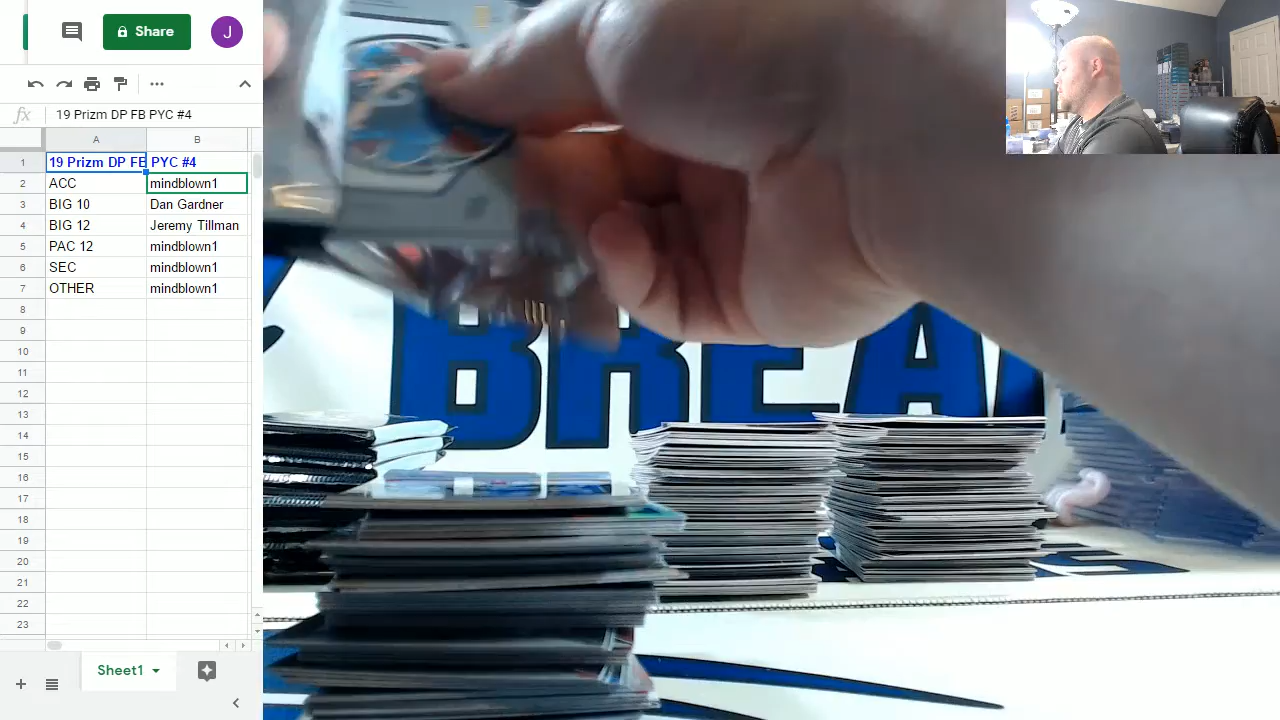 Share
J
fx 19 Prizm DP FB PYC #4
A B
1 19 Prizm DP FB PYC #4
2 ACC mindblown1
3 BIG 10 Dan Gardner
4 BIG 12 Jeremy Tillman
5 PAC 12 mindblown1
6 SEC mindblown1
7 OTHER mindblown1
8
9
10
11
12
13
14
15
16
17
18
19
20
21
22
23
Sheet1
BREA